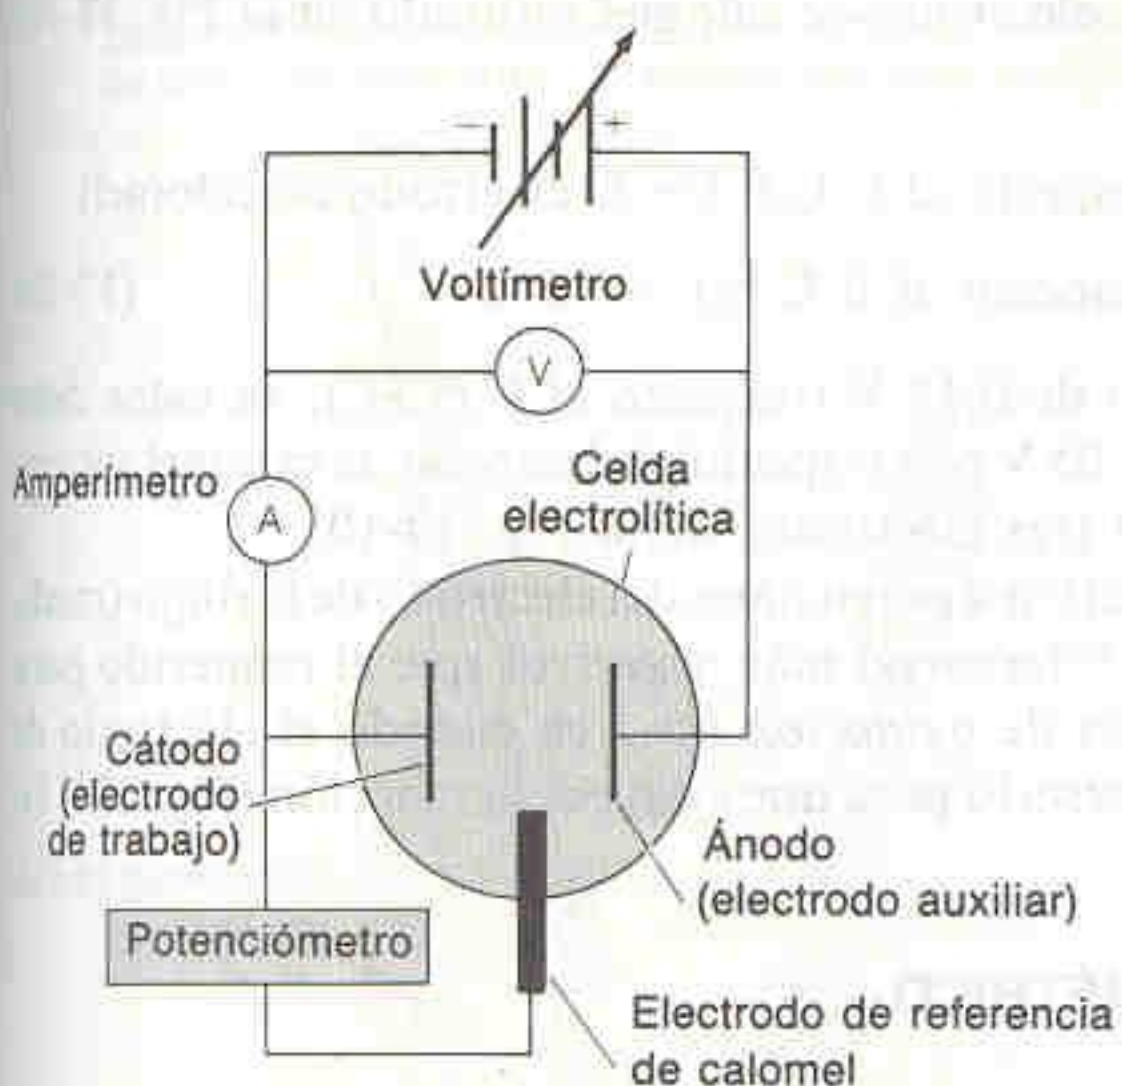 − +
Voltímetro
V
Amperímetro
A
Celda
electrolítica
Cátodo
(electrodo
de trabajo)
Ánodo
(electrodo auxiliar)
Potenciómetro
Electrodo de referencia
de calomel